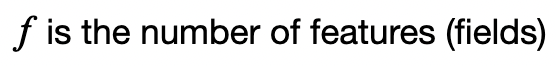 f is the number of features (fields)